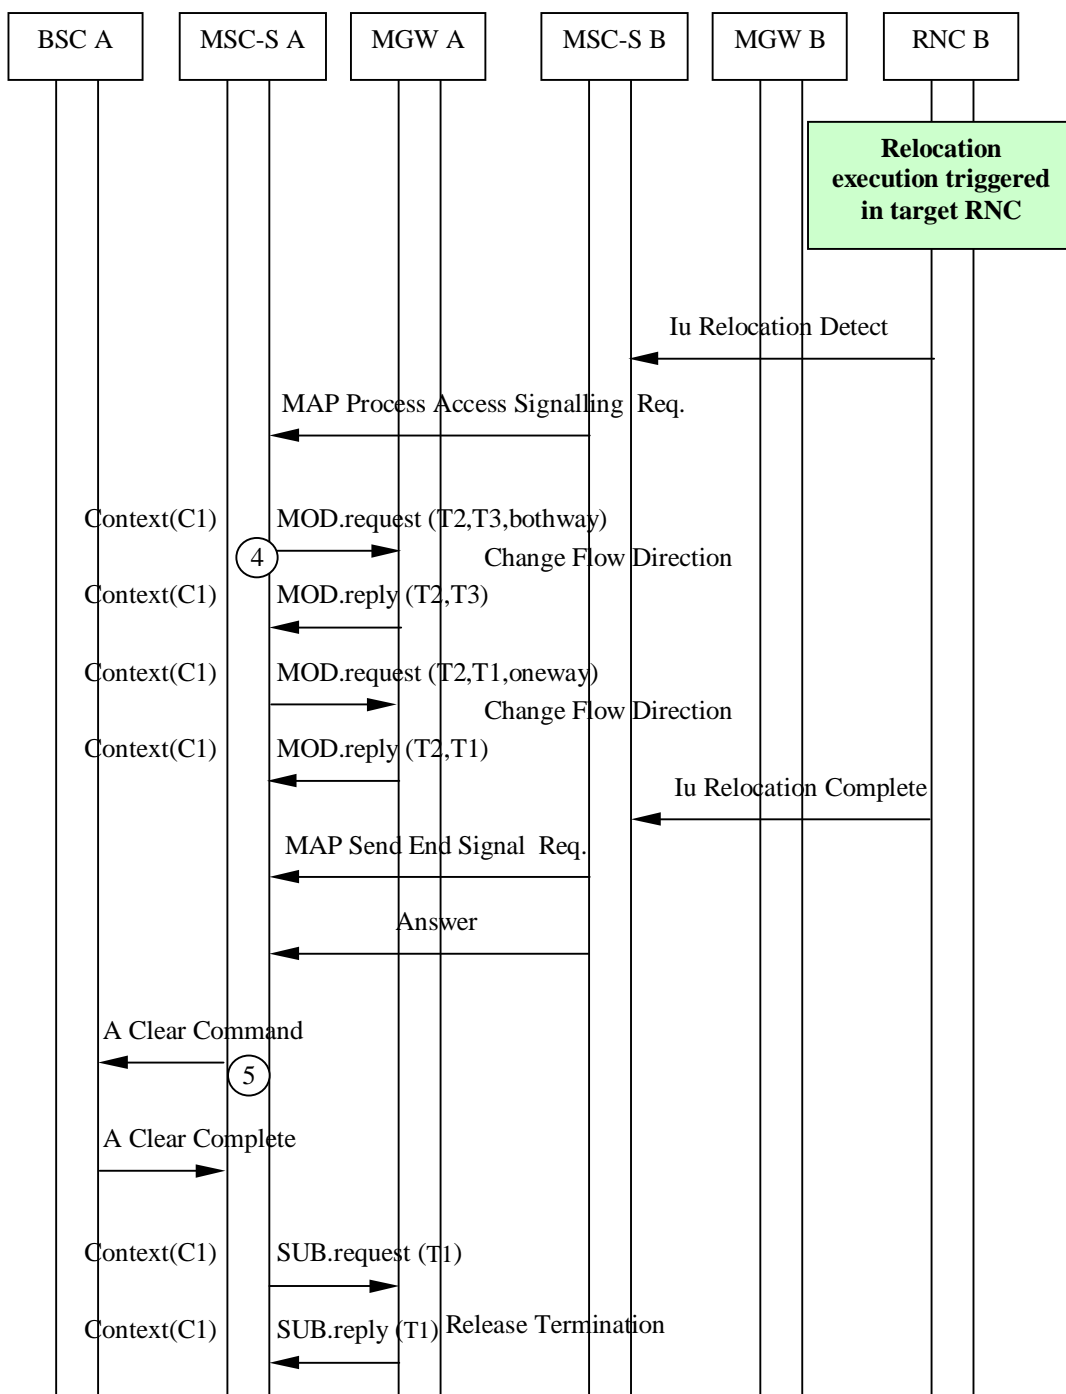 BSC A
MSC-S A
MGW A
MSC-S B
MGW B
RNC B
Relocation
execution triggered
in target RNC
Iu Relocation Detect
MAP Process Access Signalling Req.
Context(C1)
MOD.request (T2,T3,bothway)
4
Change Flow Direction
Context(C1)
MOD.reply (T2,T3)
Context(C1)
MOD.request (T2,T1,oneway)
Change Flow Direction
Context(C1)
MOD.reply (T2,T1)
Iu Relocation Complete
MAP Send End Signal Req.
Answer
A Clear Command
5
A Clear Complete
Context(C1)
SUB.request (T1)
Context(C1)
SUB.reply (T1)
Release Termination